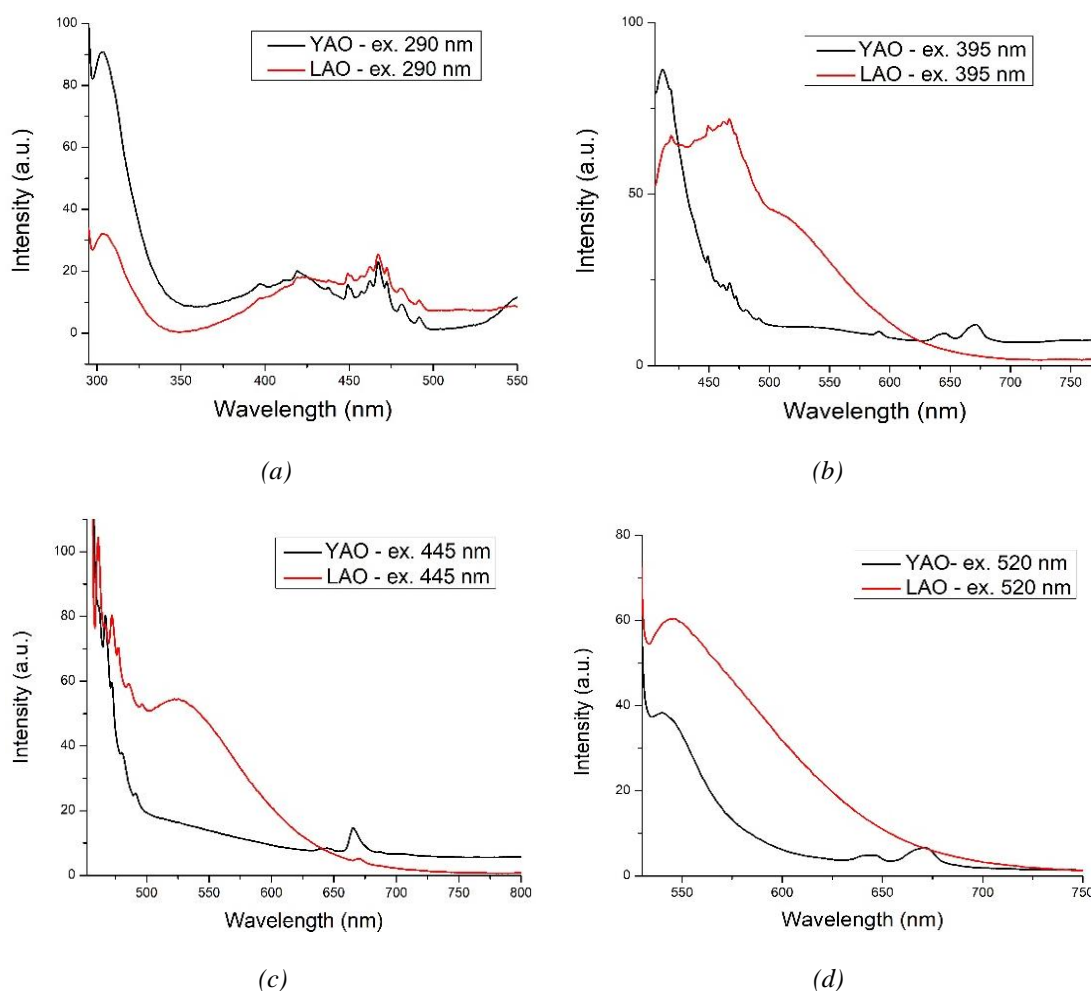 100
80
60
40
20
0
300 350 400 450 500 550
Intensity (a.u.)
Wavelength (nm)
YAO - ex. 290 nm
LAO - ex. 290 nm
(a)
100
50
0
450 500 550 600 650 700 750
Intensity (a.u.)
Wavelength (nm)
YAO - ex. 395 nm
LAO - ex. 395 nm
(b)
100
80
60
40
20
0
500 550 600 650 700 750 800
Intensity (a.u.)
Wavelength (nm)
YAO - ex. 445 nm
LAO - ex. 445 nm
(c)
80
60
40
20
0
550 600 650 700 750
Intensity (a.u.)
Wavelength (nm)
YAO- ex. 520 nm
LAO - ex. 520 nm
(d)